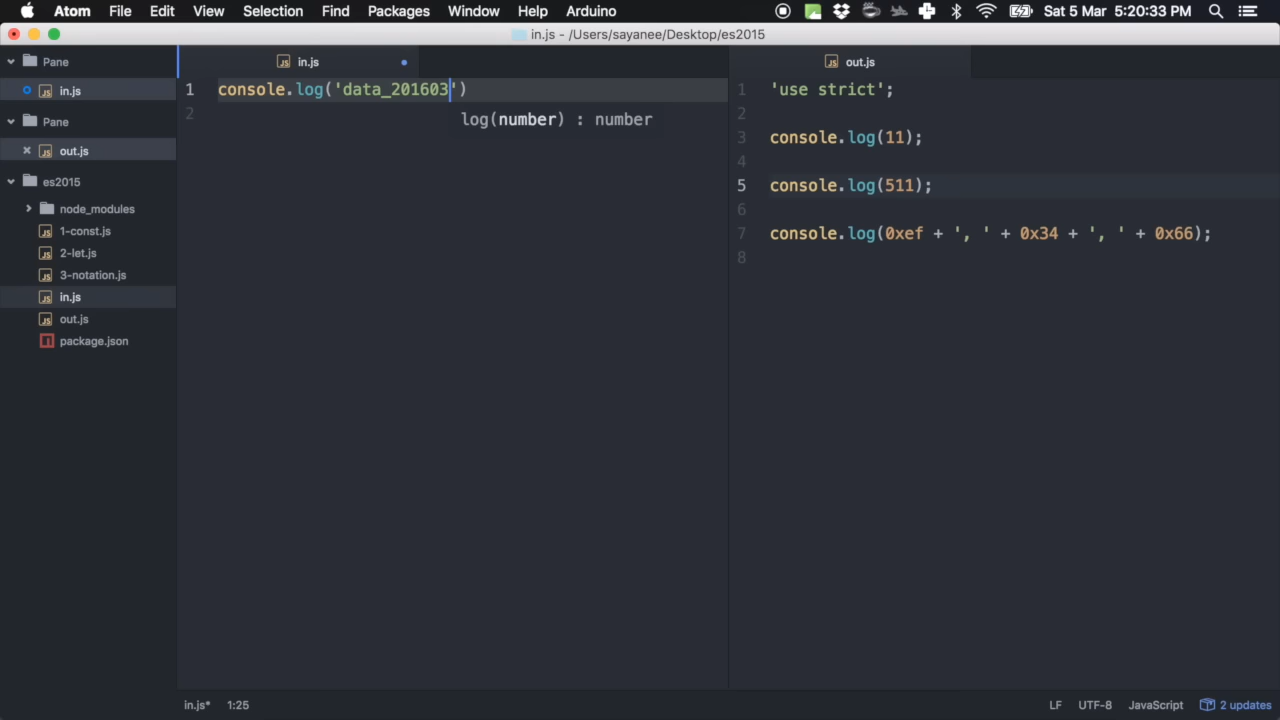 Atom File Edit View Selection Find Packages Window Help Arduino Sat 5 Mar 5:20:33 PM
in.js - /Users/sayanee/Desktop/es2015
Pane
in.js
Pane
out.js
es2015
node_modules
1-const.js
2-let.js
3-notation.js
in.js
out.js
package.json
in.js
1 console.log('data_201603')
2
log(number) : number
out.js
1 'use strict';
2
3 console.log(11);
4
5 console.log(511);
6
7 console.log(0xef + ', ' + 0x34 + ', ' + 0x66);
8
in.js* 1:25 LF UTF-8 JavaScript 2 updates